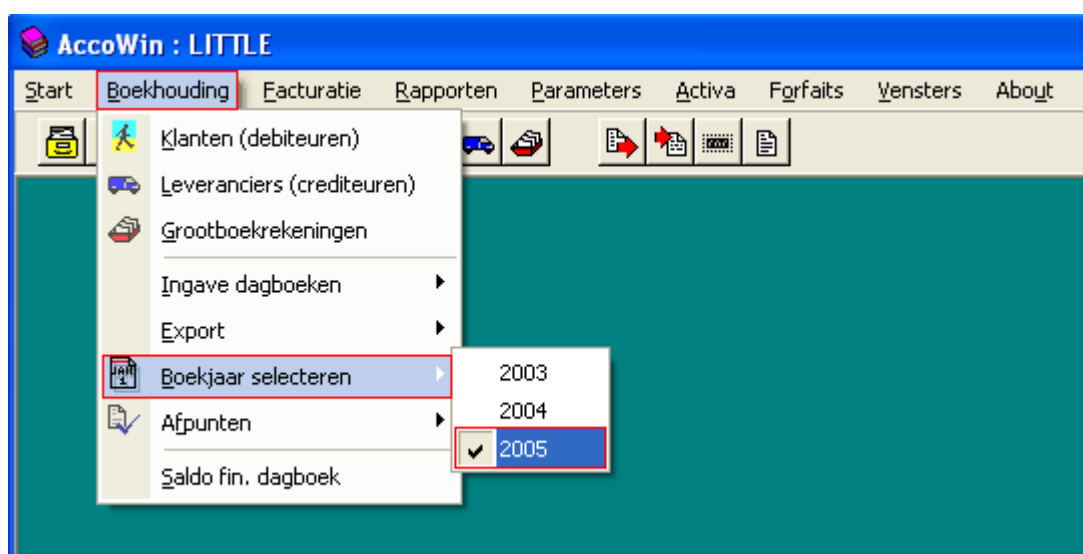 AccoWin : LITTLE
Start Boekhouding Facturatie Rapporten Parameters Activa Forfaits Vensters About
Klanten (debiteuren)
Leveranciers (crediteuren)
Grootboekrekeningen
Ingave dagboeken
Export
Boekjaar selecteren
Afpunten
Saldo fin. dagboek
2003
2004
2005